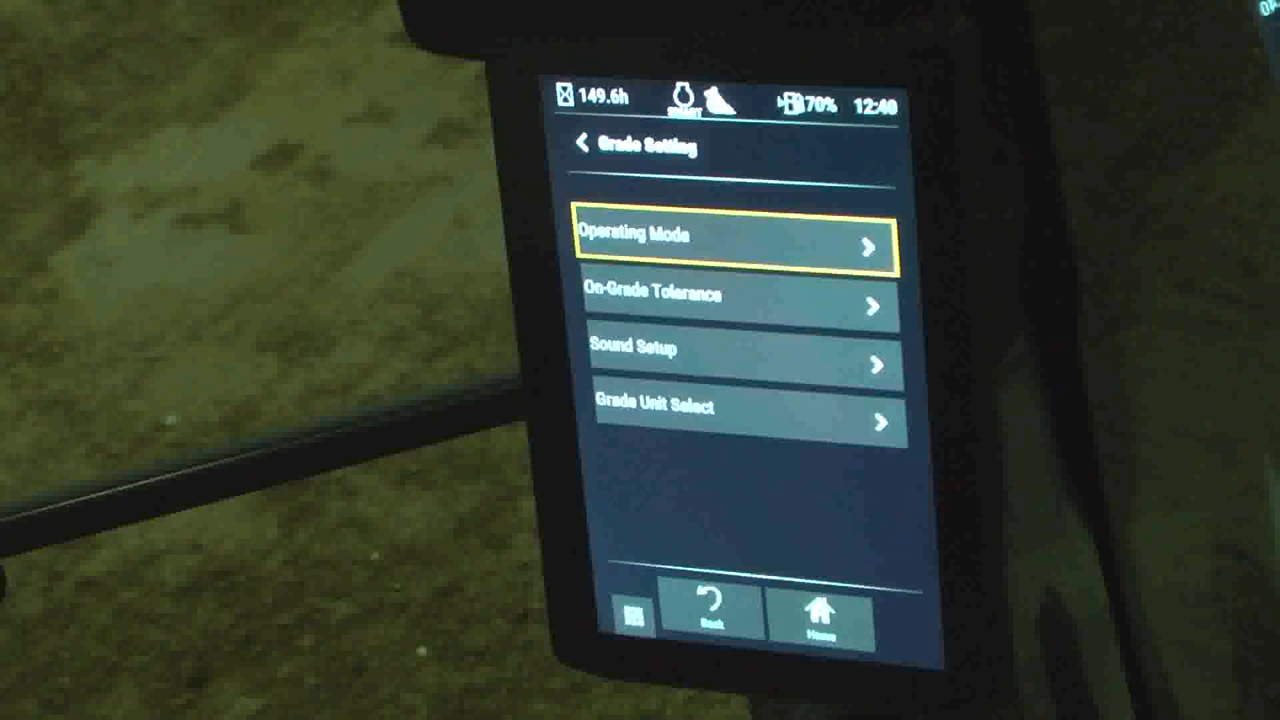 149.6h
SMART
70%
12:40
Grade Setting
Operating Mode
On-Grade Tolerance
Sound Setup
Grade Unit Select
Back
Home